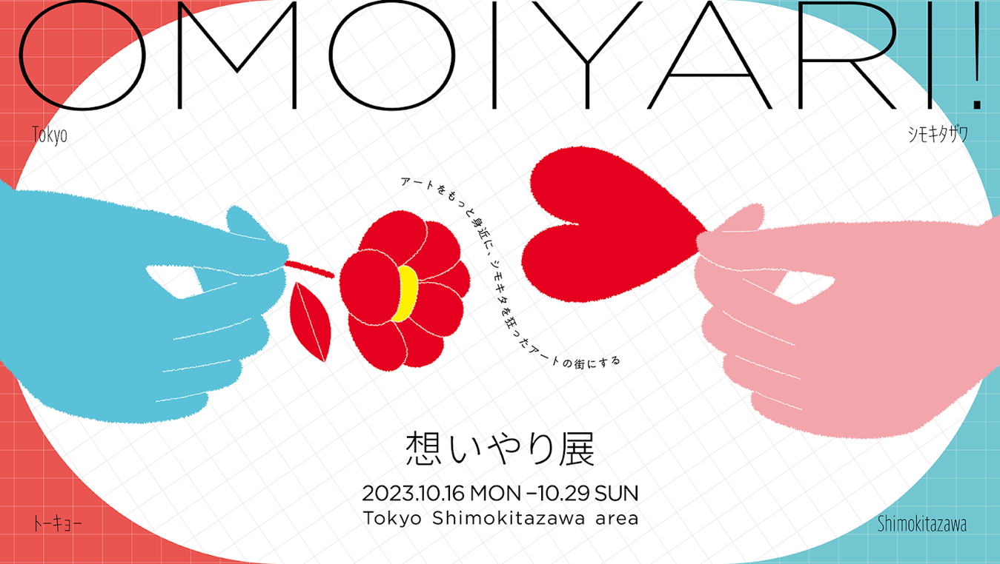 OMOIYARI!
Tokyo
シモキタザワ
アートをもっと身近に、シモキタを狂ったアートの街にする
想いやり展
2023.10.16 MON –10.29 SUN
Tokyo Shimokitazawa area
トーキョー
Shimokitazawa